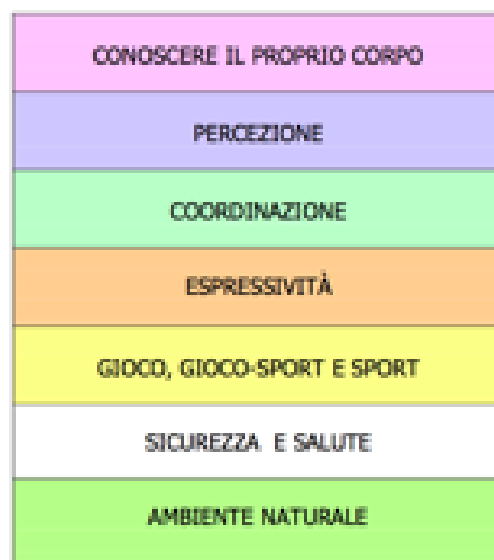 CONOSCERE IL PROPRIO CORPO
PERCEZIONE
COORDINAZIONE
ESPRESSIVITÀ
GIOCO, GIOCO-SPORT E SPORT
SICUREZZA E SALUTE
AMBIENTE NATURALE